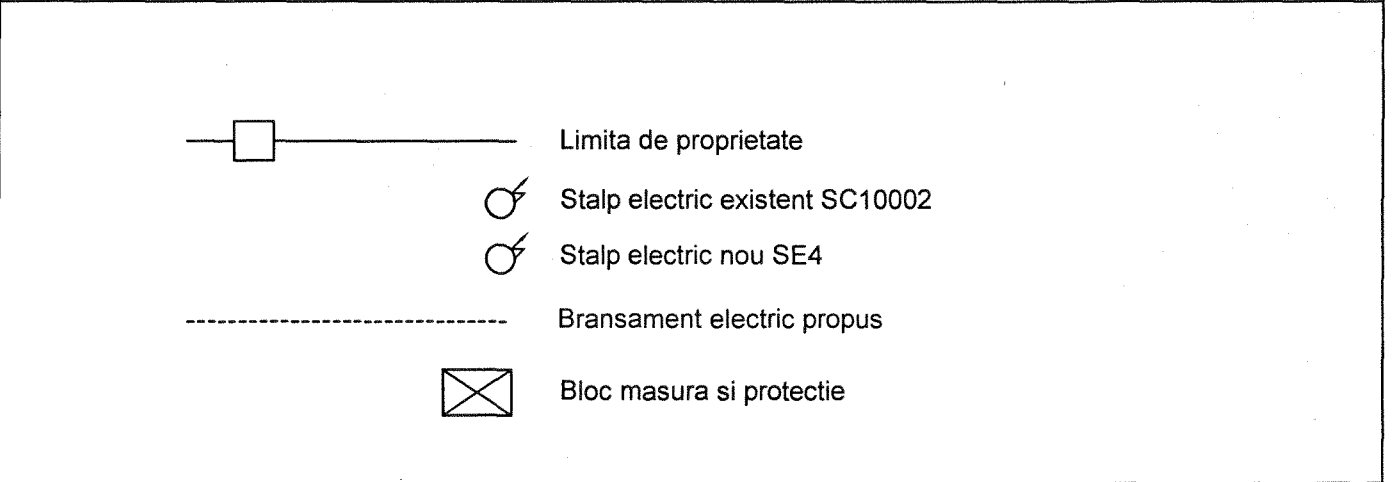 Limita de proprietate
Stalp electric existent SC10002
Stalp electric nou SE4
Bransament electric propus
Bloc masura si protectie